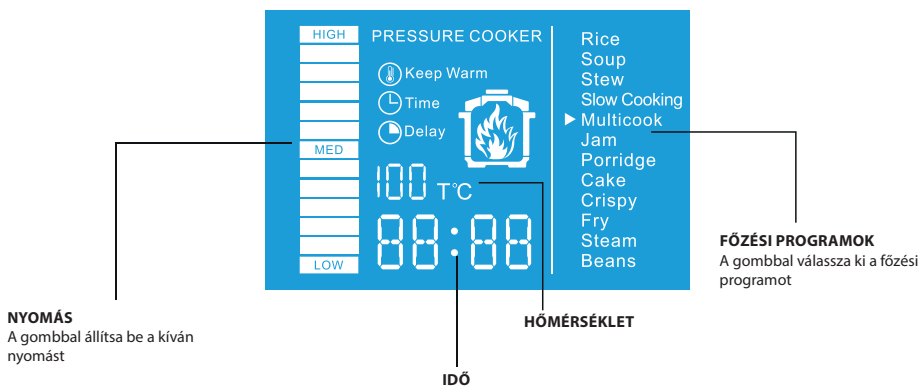 HIGH
MED
LOW
PRESSURE COOKER
Keep Warm
Time
Delay
100 T°C
88:88
Rice
Soup
Stew
Slow Cooking
Multicook
Jam
Porridge
Cake
Crispy
Fry
Steam
Beans
FŐZÉSI PROGRAMOK
A gombbal válassza ki a főzési
programot
HŐMÉRSÉKLET
NYOMÁS
A gombbal állítsa be a kíván
nyomást
IDŐ